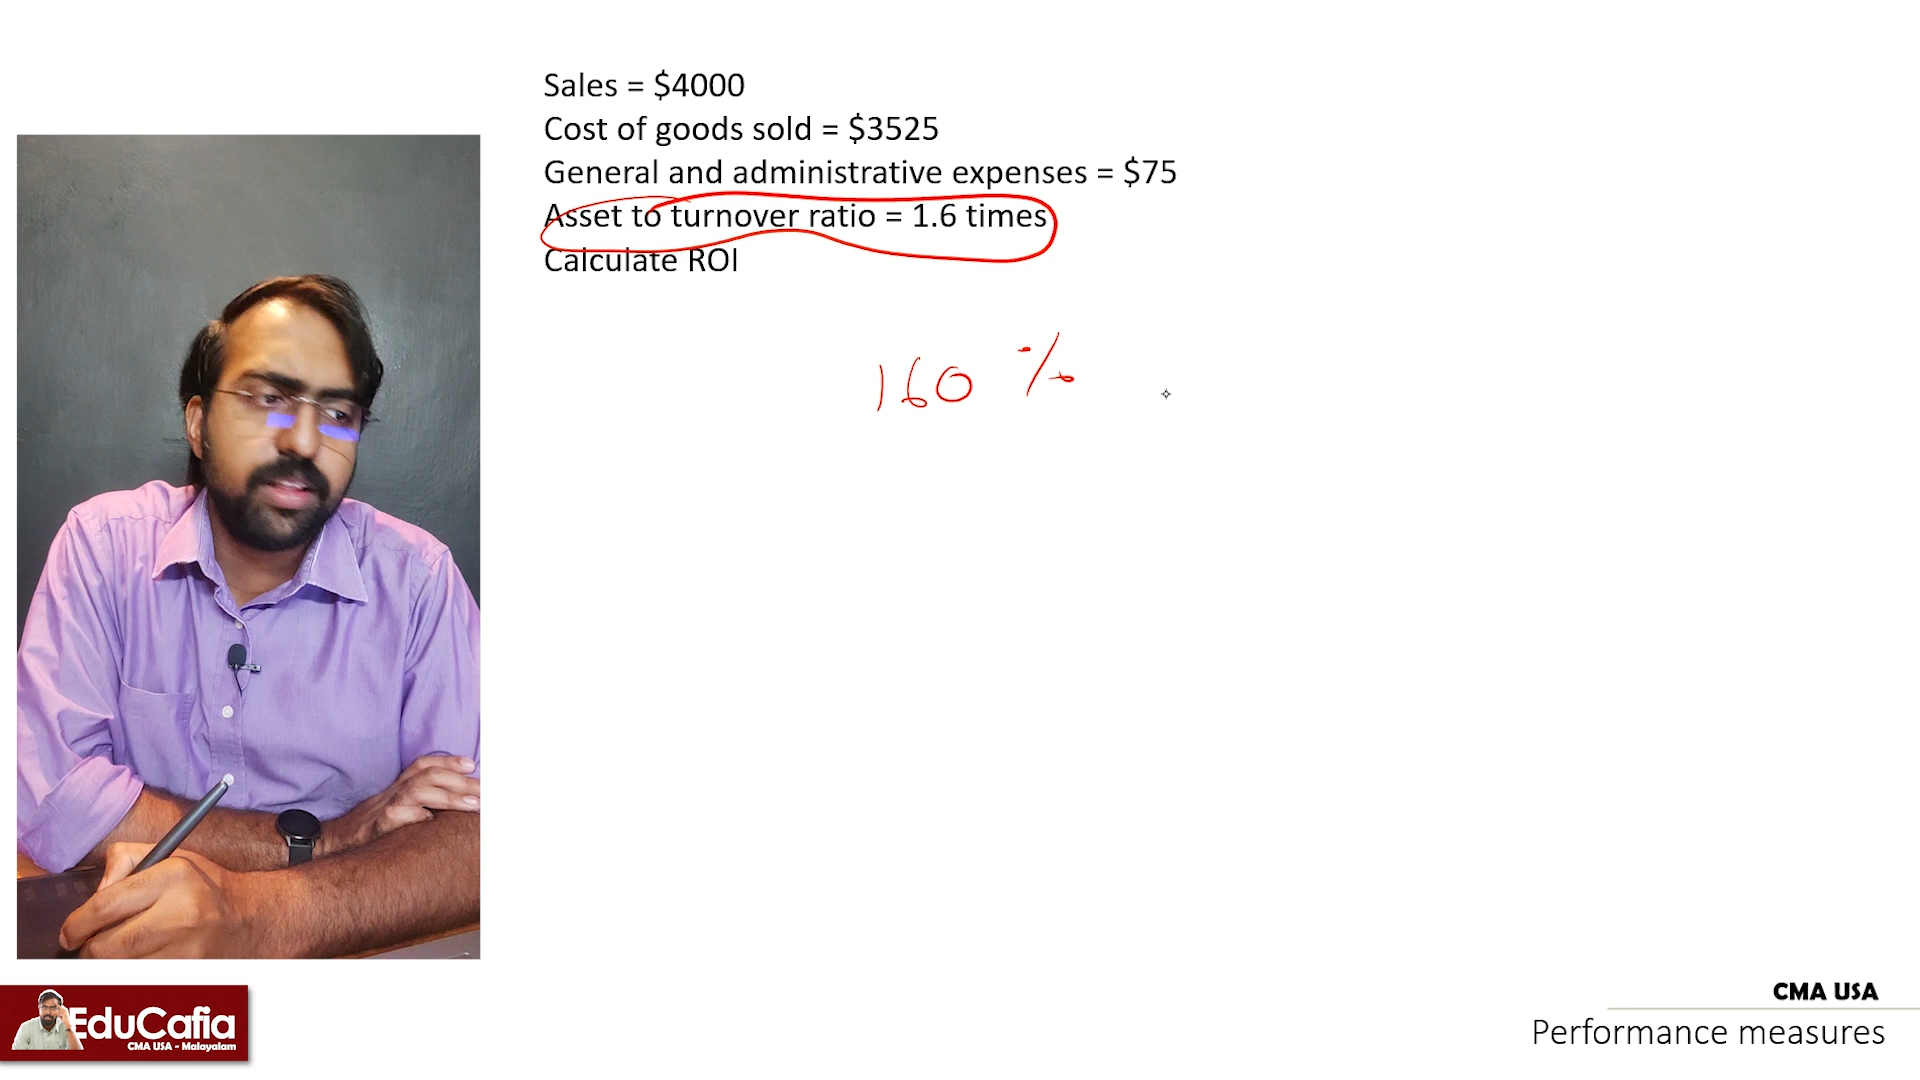 Sales = $4000
Cost of goods sold = $3525
General and administrative expenses = $75
Asset to turnover ratio = 1.6 times
Calculate ROI
160 %
EduCafia
CMA USA - Malayalam
CMA USA
Performance measures